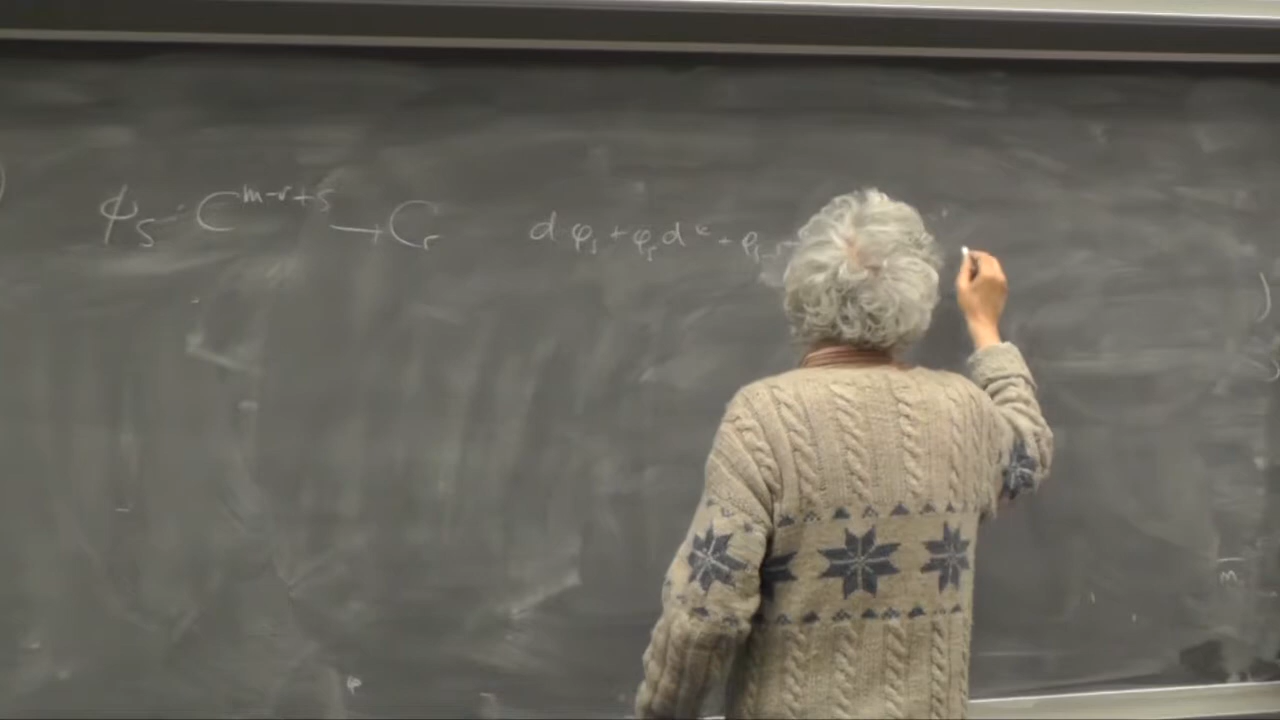 φ_s : C^{m-r+s} → C_r    d φ_s + φ_s d^* + φ_{s-
)
m